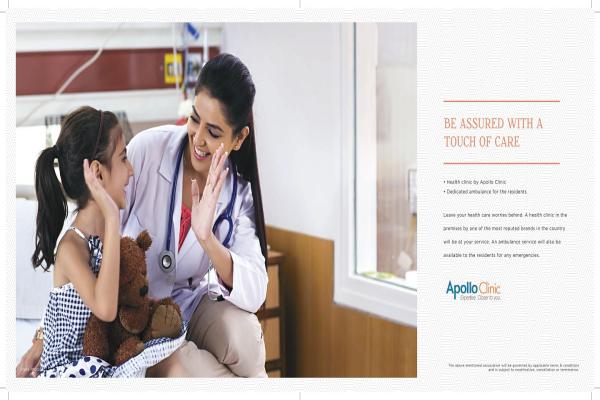 BE ASSURED WITH A
TOUCH OF CARE
• Health clinic by Apollo Clinic
• Dedicated ambulance for the residents.
Leave your health care worries behind. A health clinic in the
premises by one of the most reputed brands in the country
will be at your service. An ambulance service will also be
available to the residents for any emergencies.
Apollo Clinic
Expertise. Closer to you.
The above mentioned association will be governed by applicable terms & conditions
and is subject to modification, cancellation or termination.